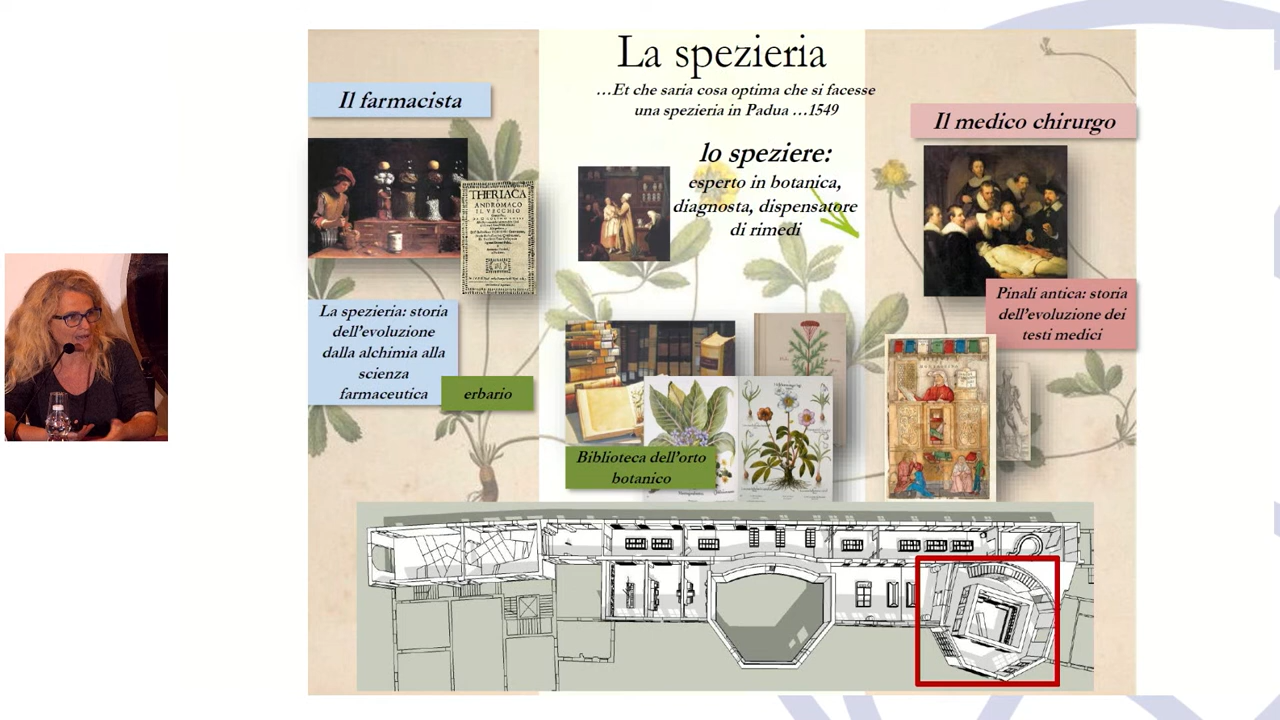 La spezieria
…Et che saria cosa optima che si facesse
una spezieria in Padua …1549
Il farmacista
THERIACA
ANDROMACO
IL VECCHIO
La spezieria: storia
dell'evoluzione
dalla alchimia alla
scienza
farmaceutica
erbario
lo speziere:
esperto in botanica,
diagnosta, dispensatore
di rimedi
Biblioteca dell'orto
botanico
Il medico chirurgo
Pinali antica: storia
dell'evoluzione dei
testi medici